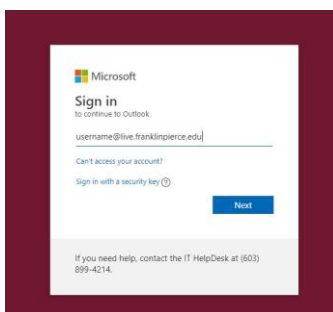 Microsoft
Sign in
to continue to Outlook
username@live.franklinpierce.edu
Can't access your account?
Sign in with a security key ?
Next
If you need help, contact the IT HelpDesk at (603)
899-4214.